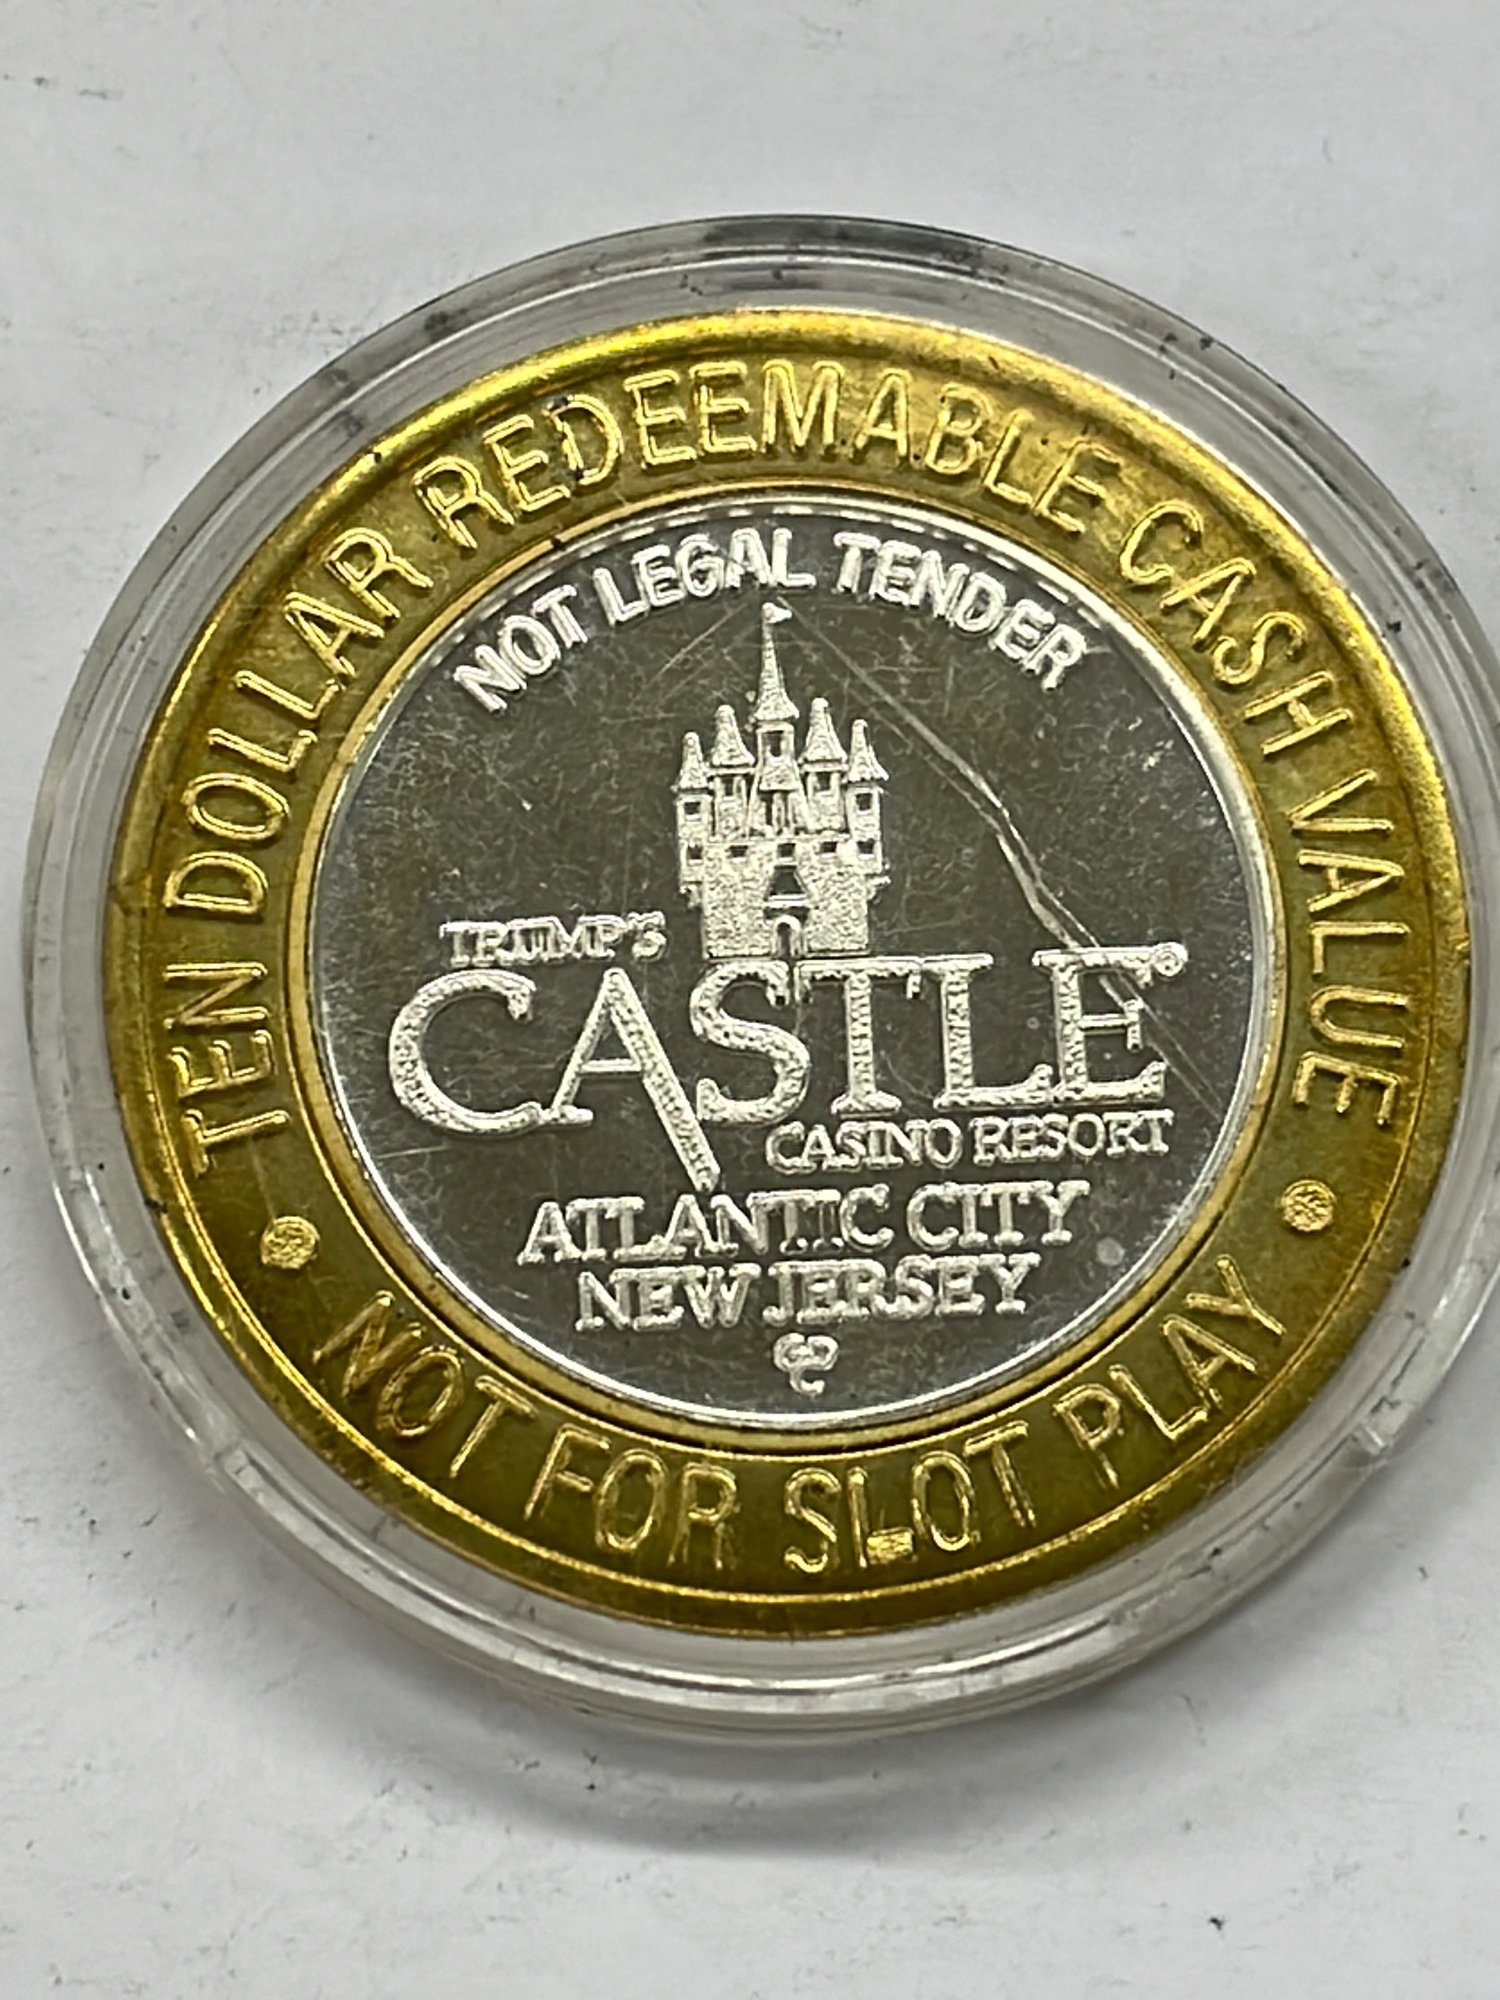 TEN DOLLAR REDEEMABLE CASH VALUE
NOT LEGAL TENDER
TRUMP'S
CASTLE®
CASINO RESORT
ATLANTIC CITY
NEW JERSEY
NOT FOR SLOT PLAY